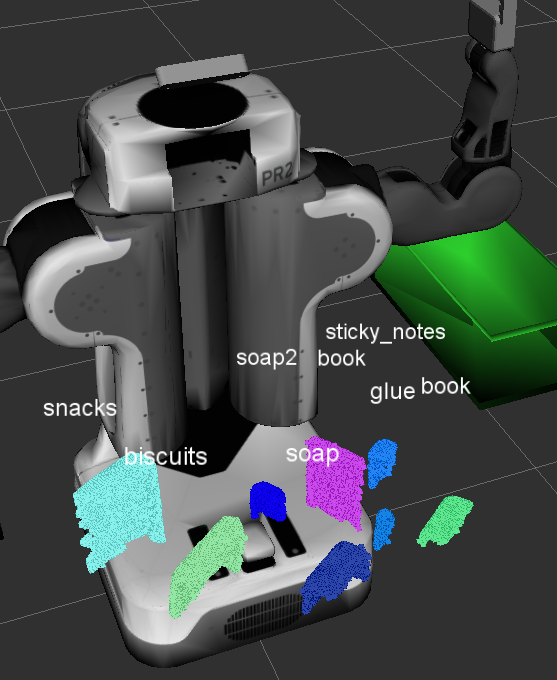 PR2
sticky_notes
soap2 book
glue book
snacks
biscuits
soap